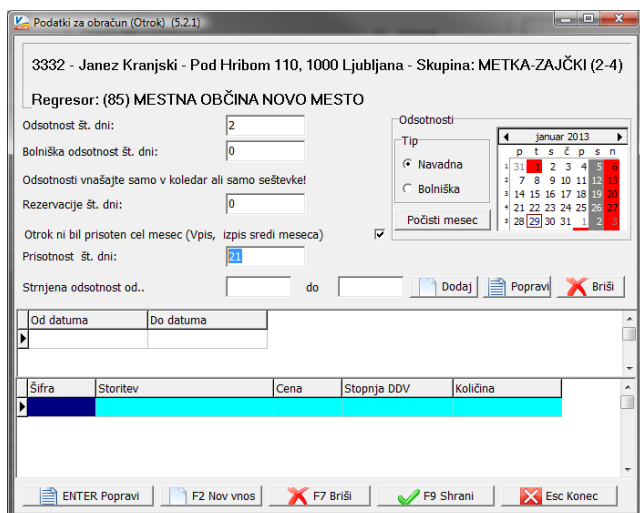 Podatki za obračun (Otrok) (5.2.1)
3332 - Janez Kranjski - Pod Hribom 110, 1000 Ljubljana - Skupina: METKA-ZAJČKI (2-4)
Regresor: (85) MESTNA OBČINA NOVO MESTO
Odsotnost št. dni: 2
Bolniška odsotnost št. dni: 0
Odsotnosti vnašajte samo v koledar ali samo seštevke!
Rezervacije št. dni: 0
Otrok ni bil prisoten cel mesec (Vpis, izpis sredi meseca)
Prisotnost št. dni: 21
Odsotnosti
Tip
Navadna
Bolniška
Počisti mesec
januar 2013
p t s č p s n
1 31 1 2 3 4 5 6
2 7 8 9 10 11 12 13
3 14 15 16 17 18 19 20
4 21 22 23 24 25 26 27
5 28 29 30 31 1 2 3
Strnjena odsotnost od.. do Dodaj Popravi Briši
Od datuma Do datuma
Šifra Storitev Cena Stopnja DDV Količina
ENTER Popravi F2 Nov vnos F7 Briši F9 Shrani Esc Konec